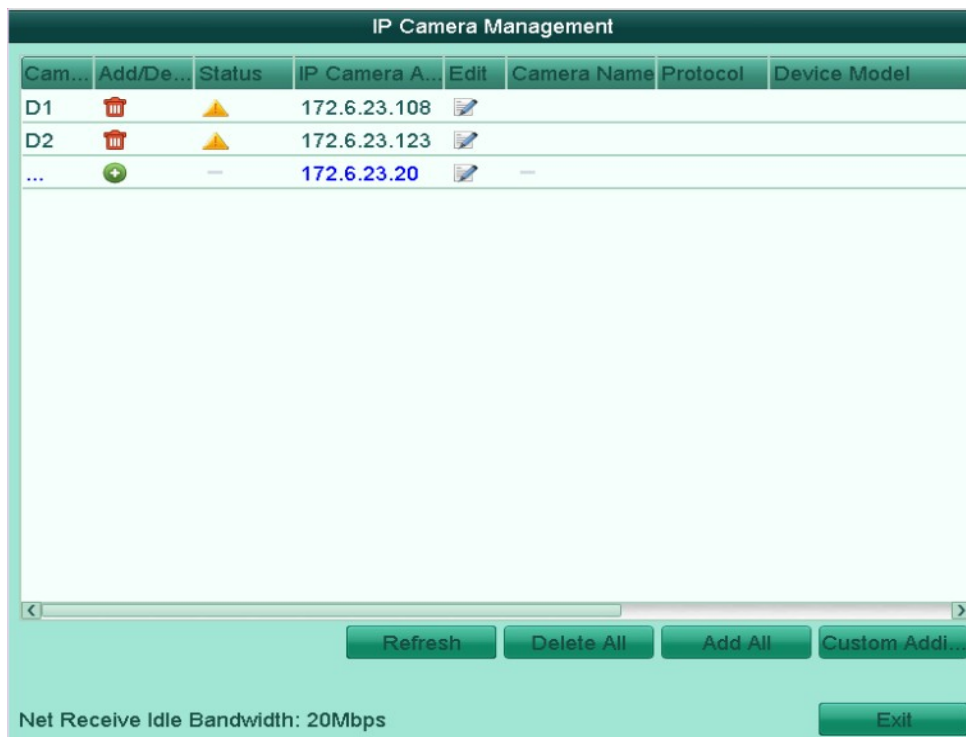 IP Camera Management
Cam... Add/De... Status IP Camera A... Edit Camera Name Protocol Device Model
D1 172.6.23.108
D2 172.6.23.123
... — 172.6.23.20 —
Refresh Delete All Add All Custom Addi...
Net Receive Idle Bandwidth: 20Mbps Exit